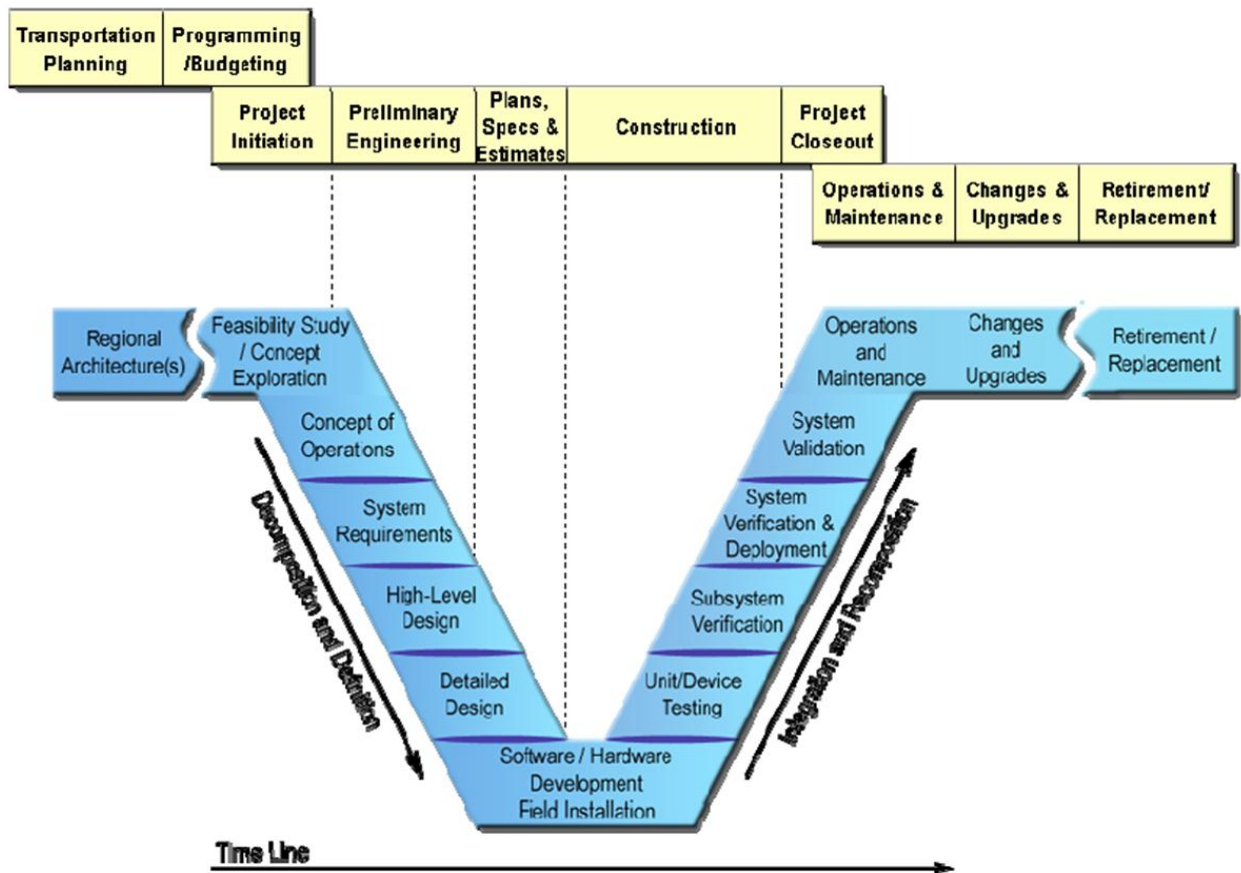 Transportation
Planning
Programming
/Budgeting
Project
Initiation
Preliminary
Engineering
Plans,
Specs &
Estimates
Construction
Project
Closeout
Operations &
Maintenance
Changes &
Upgrades
Retirement/
Replacement
Regional
Architecture(s)
Feasibility Study
/ Concept
Exploration
Concept of
Operations
System
Requirements
High-Level
Design
Detailed
Design
Software / Hardware
Development
Field Installation
Unit/Device
Testing
Subsystem
Verification
System
Verification &
Deployment
System
Validation
Operations
and
Maintenance
Changes
and
Upgrades
Retirement /
Replacement
Decomposition and Definition
Integration and Recomposition
Time Line